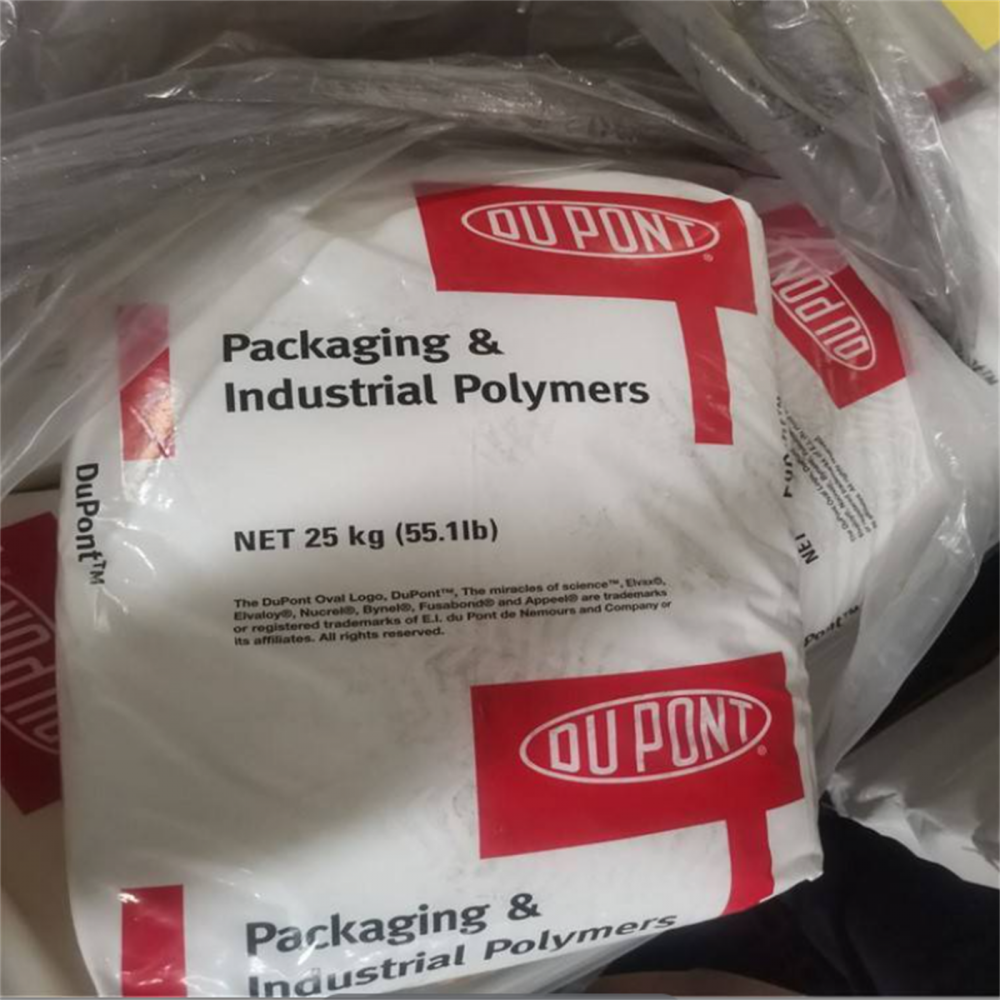 DU PONT®
Packaging &
Industrial Polymers
DuPont™
NET 25 kg (55.1lb)
The DuPont Oval Logo, DuPont™, The miracles of science™, Elvax®,
Elvaloy®, Nucrel®, Bynel®, Fusabond® and Appeel® are trademarks
or registered trademarks of E.I. du Pont de Nemours and Company or
its affiliates. All rights reserved.
DU PONT®
Packaging &
Industrial Polymers
DU PONT